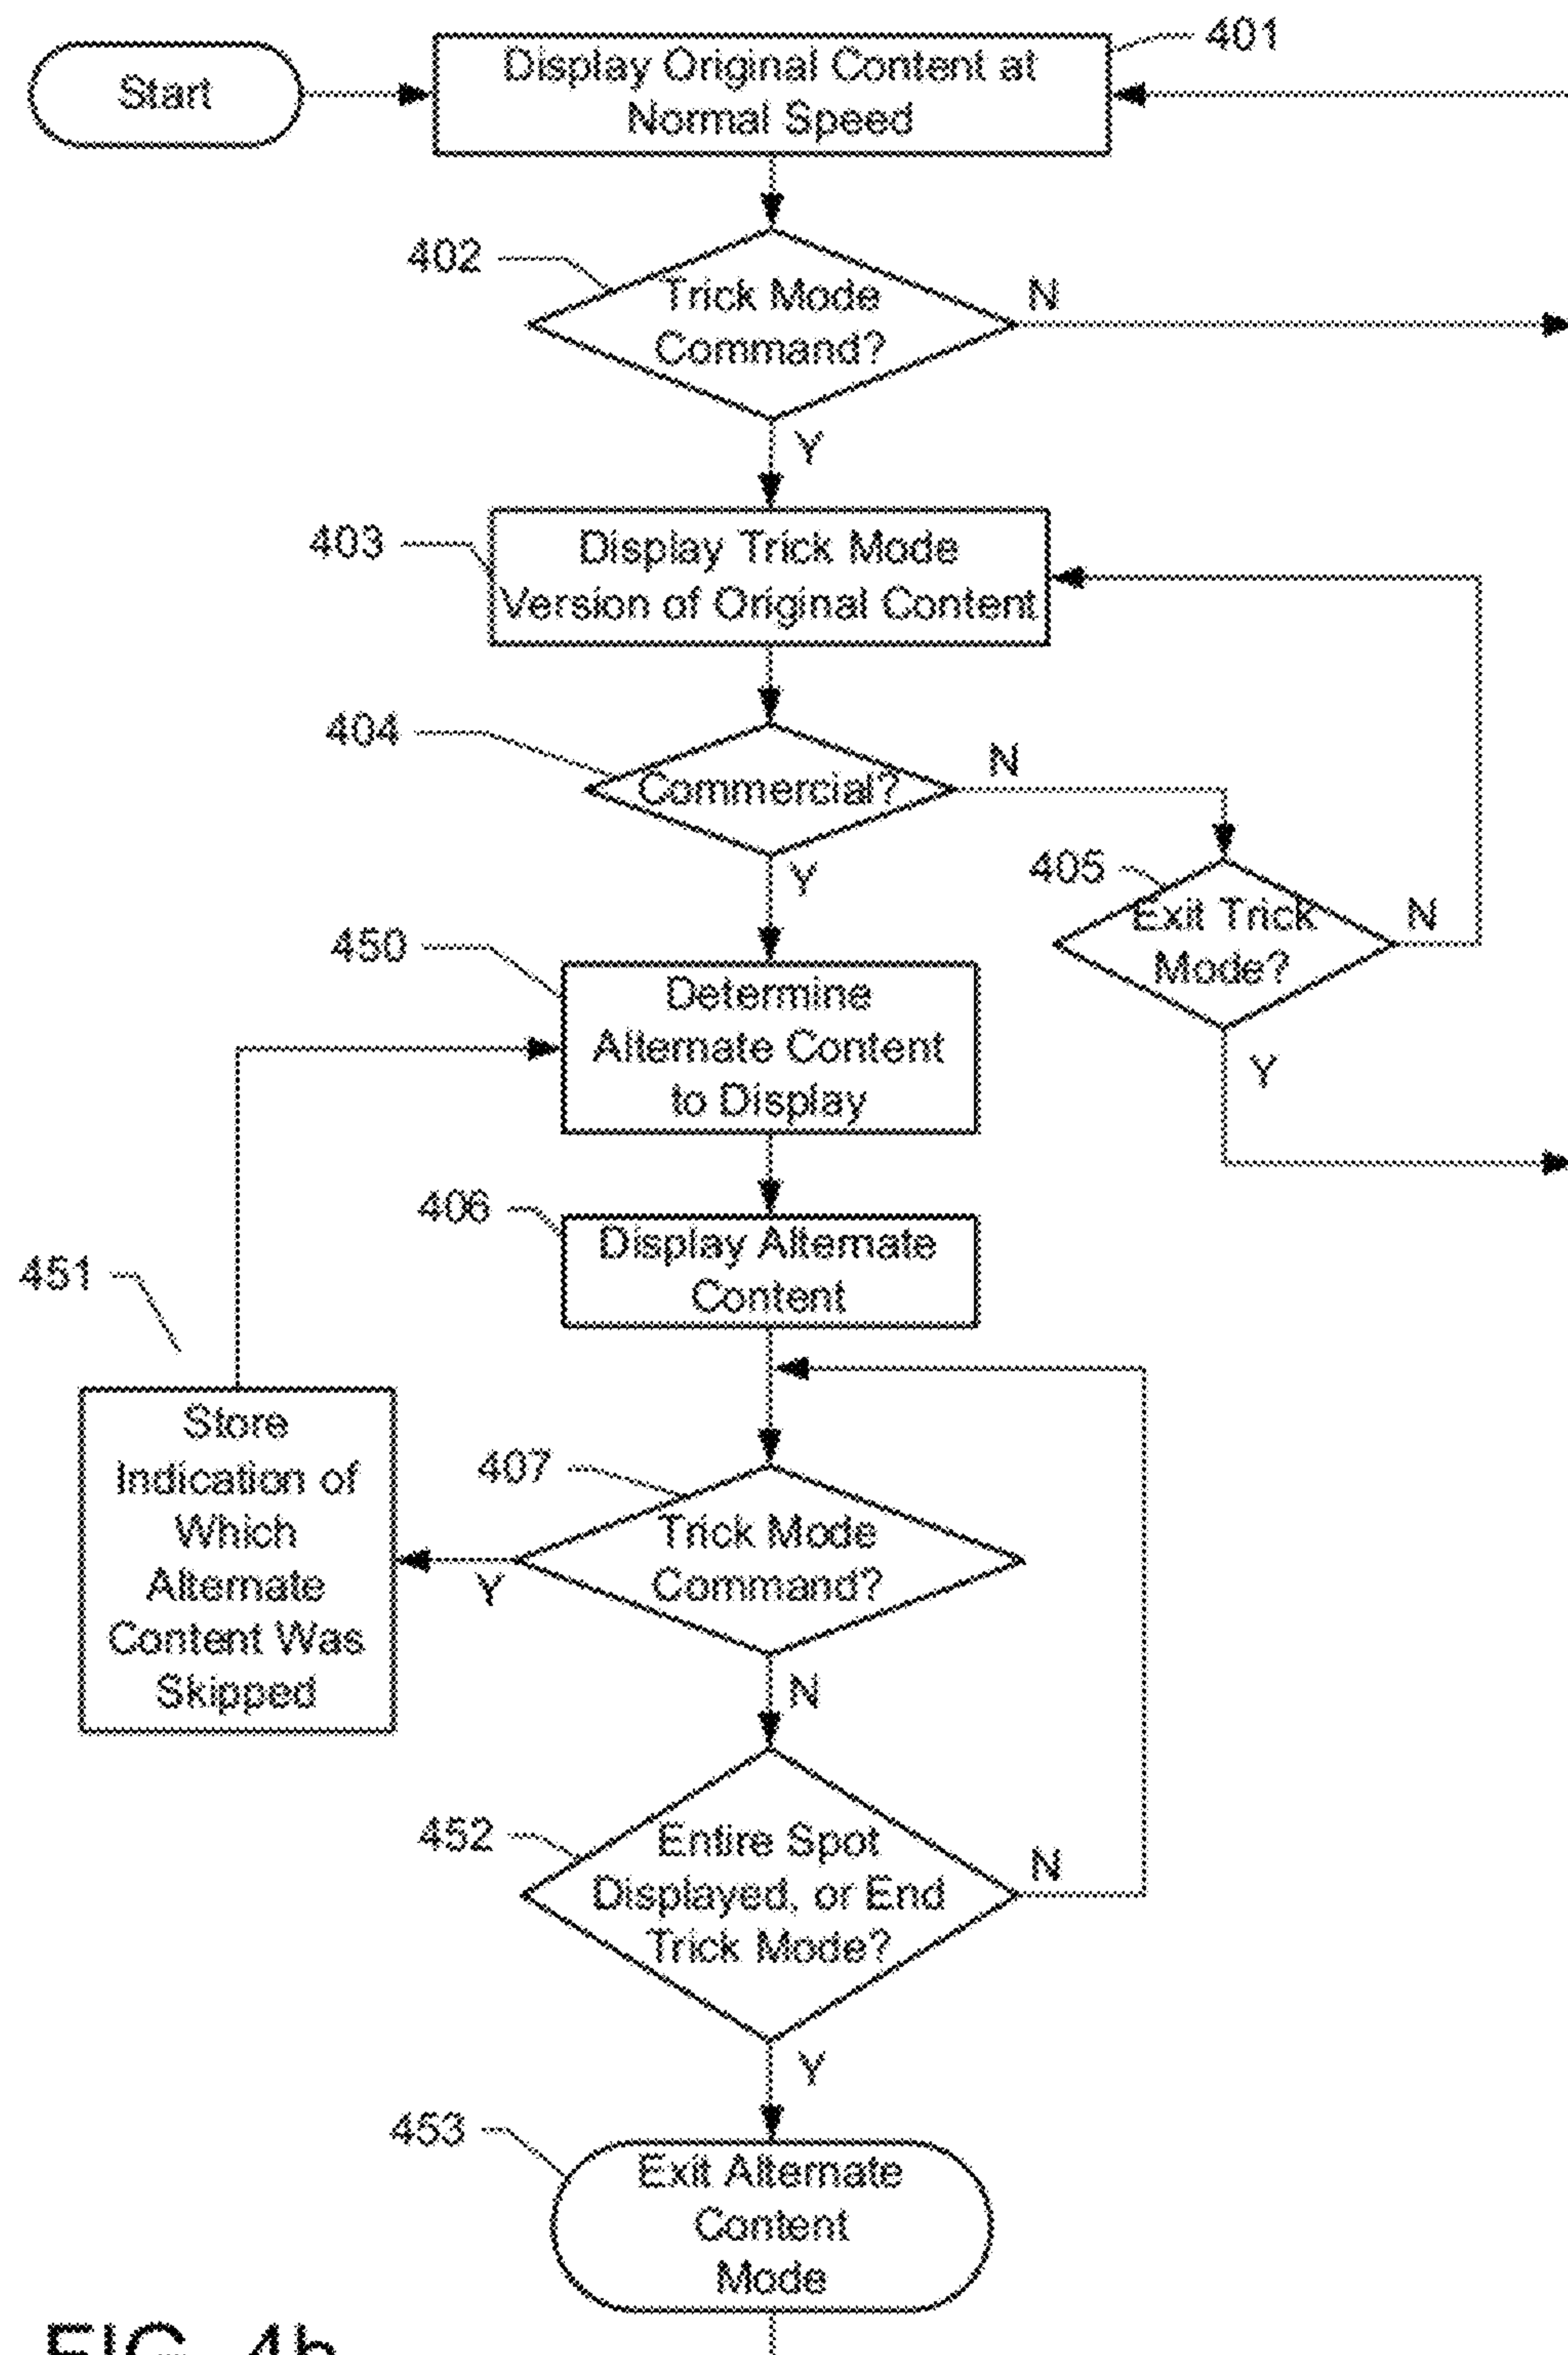 Start
Display Original Content at
Normal Speed
401
402
Trick Mode
Command?
N
Y
403
Display Trick Mode
Version of Original Content
404
Commercial?
N
Y
405
Exit Trick
Mode?
N
Y
450
Determine
Alternate Content
to Display
406
Display Alternate
Content
451
Store
Indication of
Which
Alternate
Content Was
Skipped
407
Trick Mode
Command?
Y
N
452
Entire Spot
Displayed, or End
Trick Mode?
N
Y
453
Exit Alternate
Content
Mode
FIG. 4b